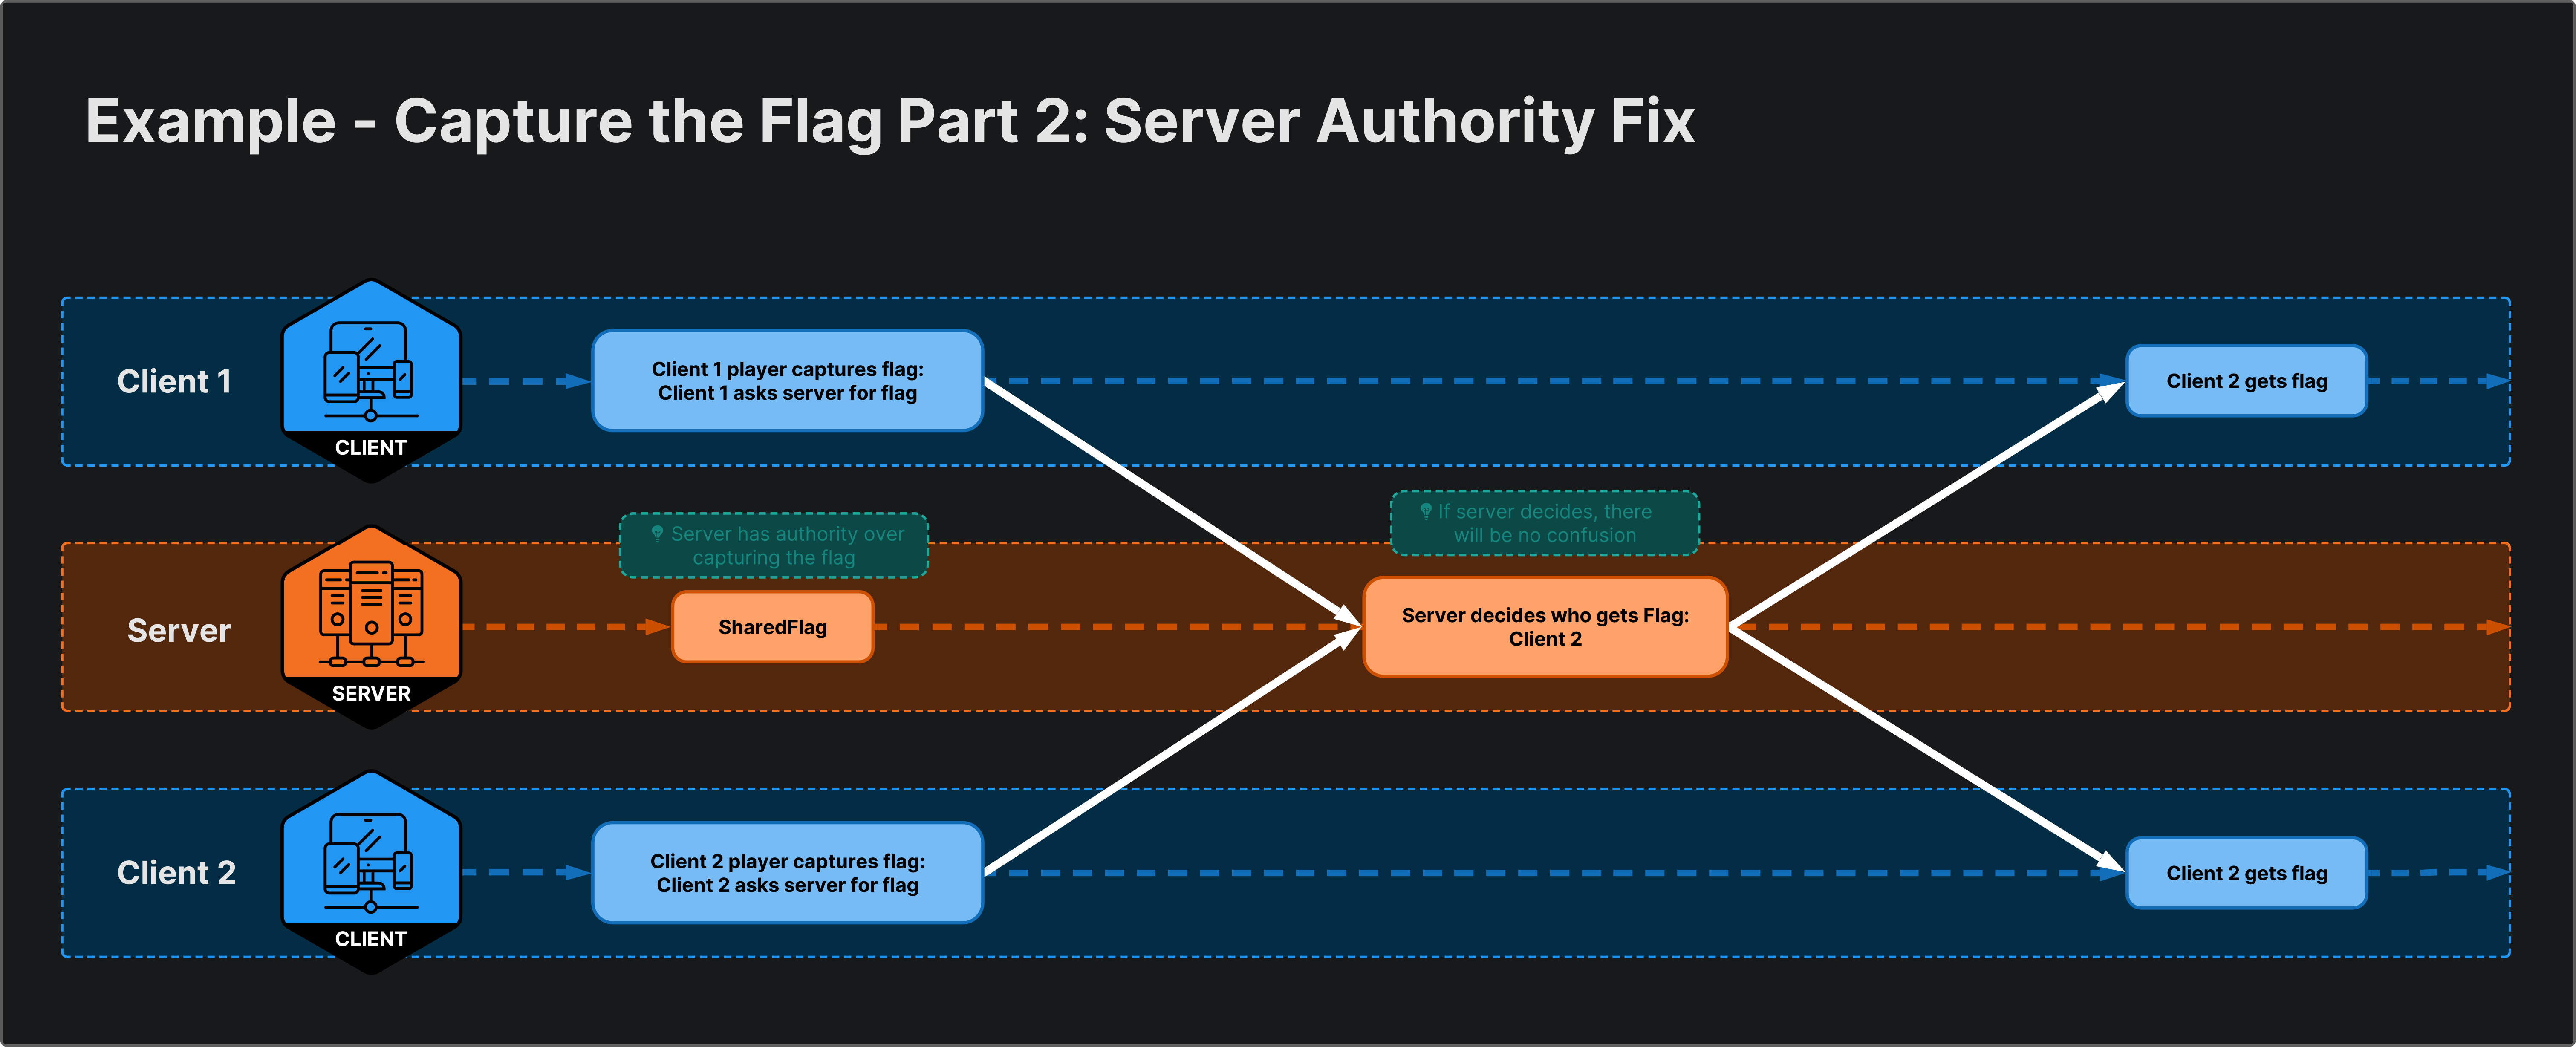 Example - Capture the Flag Part 2: Server Authority Fix
Client 1
CLIENT
Client 1 player captures flag:
Client 1 asks server for flag
Client 2 gets flag
Server has authority over
capturing the flag
If server decides, there
will be no confusion
Server
SERVER
SharedFlag
Server decides who gets Flag:
Client 2
Client 2
CLIENT
Client 2 player captures flag:
Client 2 asks server for flag
Client 2 gets flag